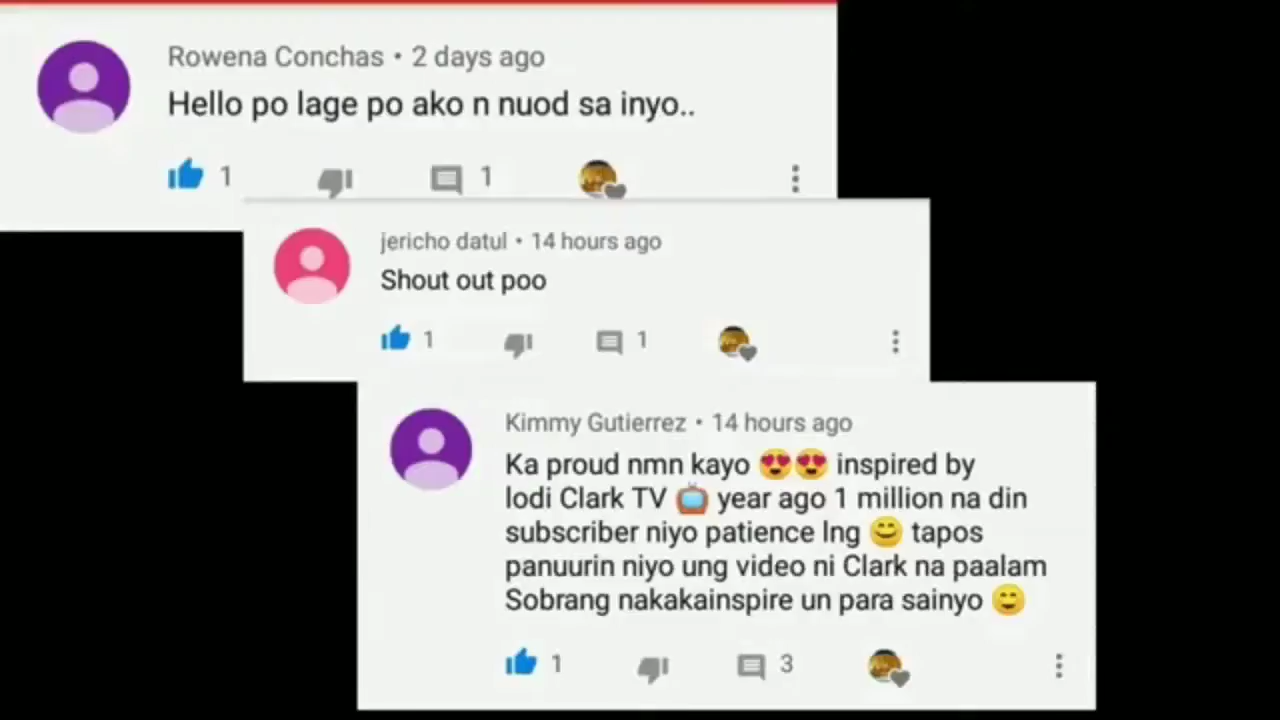 Rowena Conchas • 2 days ago
Hello po lage po ako n nuod sa inyo..
1 1
jericho datul • 14 hours ago
Shout out poo
1 1
Kimmy Gutierrez • 14 hours ago
Ka proud nmn kayo 😍😍 inspired by
lodi Clark TV 📺 year ago 1 million na din
subscriber niyo patience lng 😊 tapos
panuurin niyo ung video ni Clark na paalam
Sobrang nakakainspire un para sainyo 😊
1 3